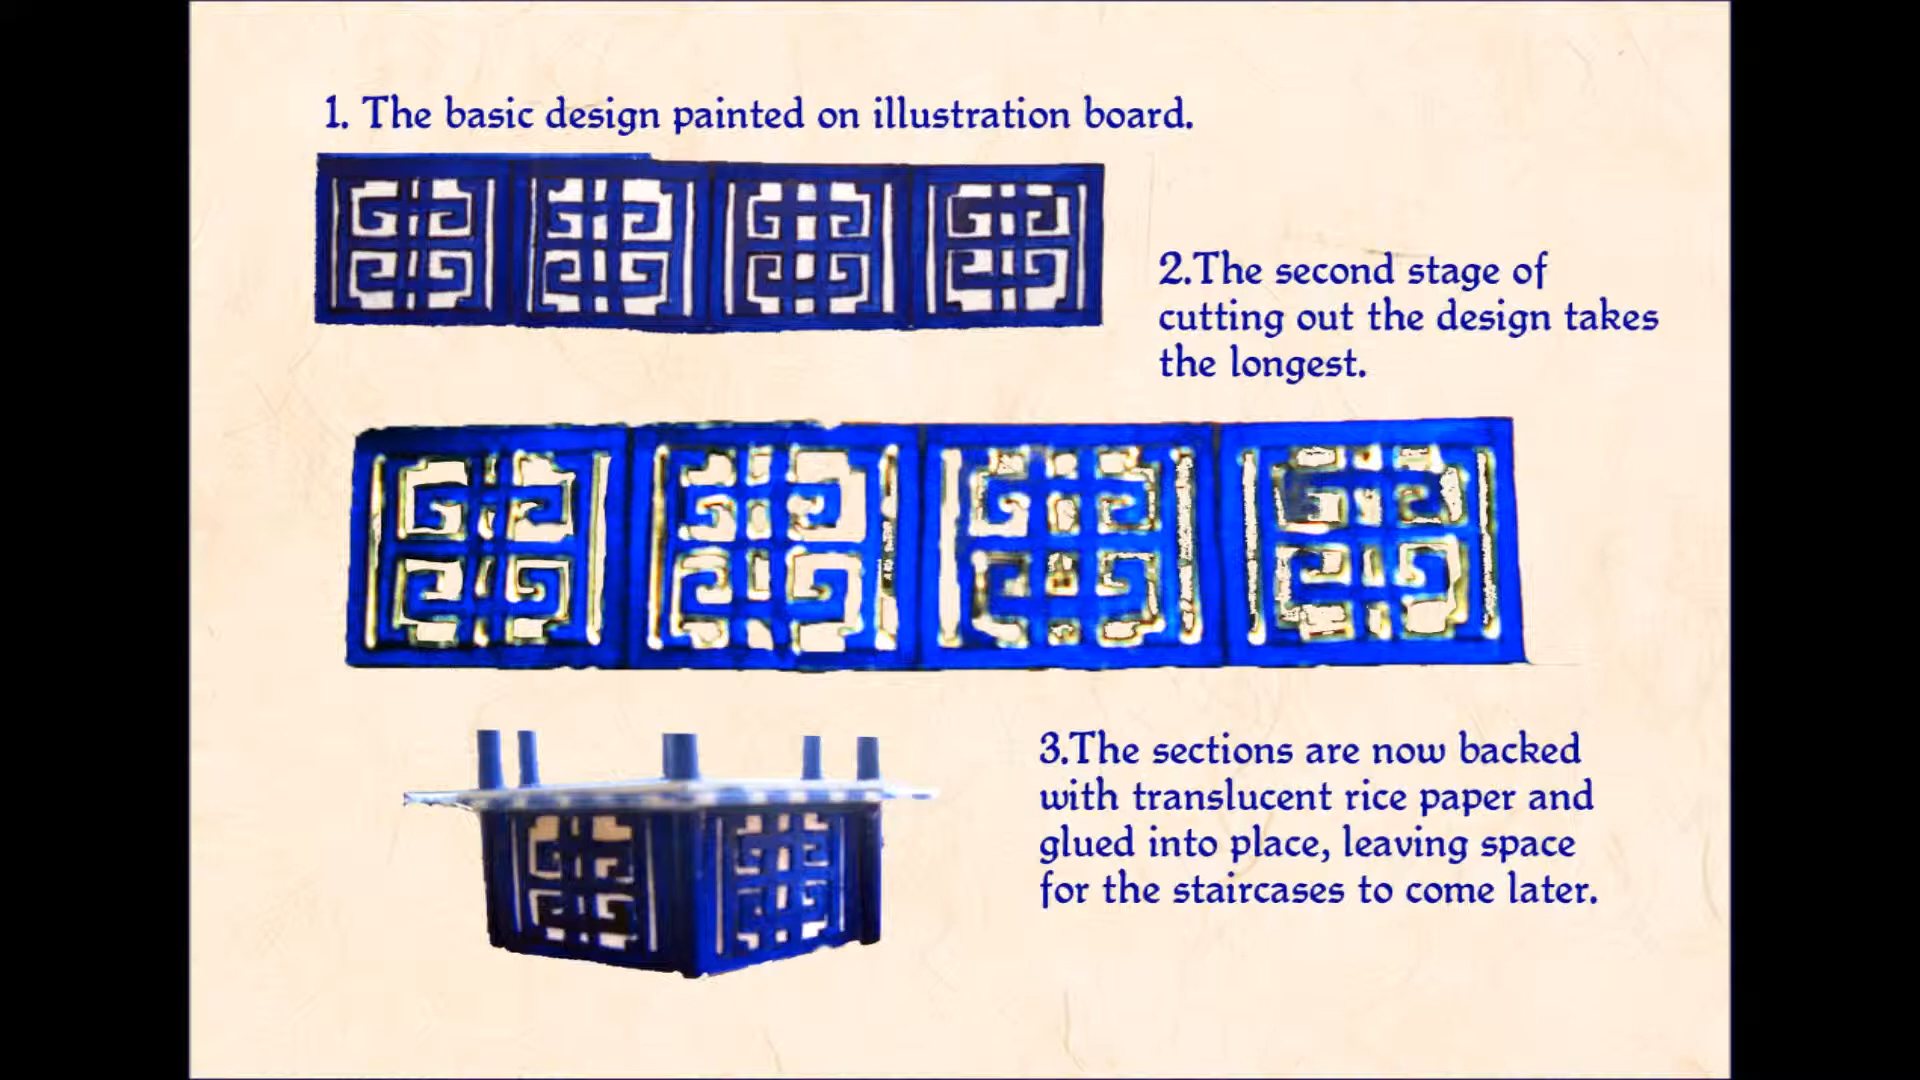 1. The basic design painted on illustration board.
2.The second stage of
cutting out the design takes
the longest.
3.The sections are now backed
with translucent rice paper and
glued into place, leaving space
for the staircases to come later.